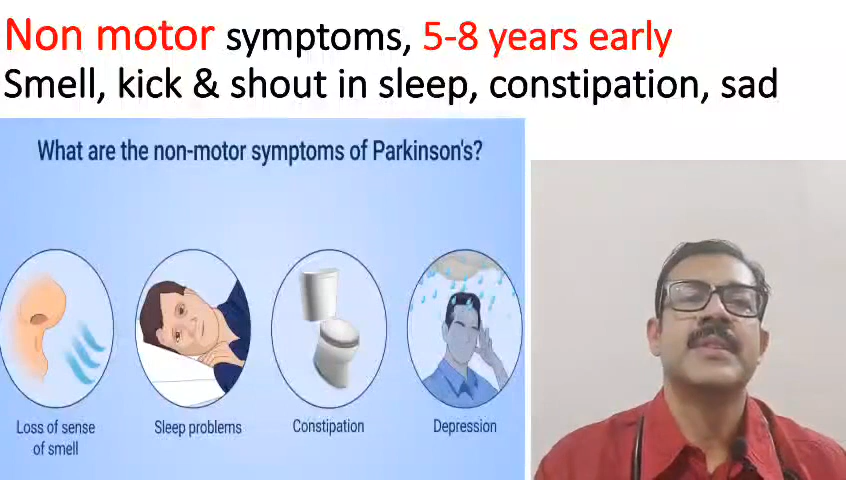 Non motor symptoms, 5-8 years early
Smell, kick & shout in sleep, constipation, sad
What are the non-motor symptoms of Parkinson's?
Loss of sense
of smell
Sleep problems
Constipation
Depression